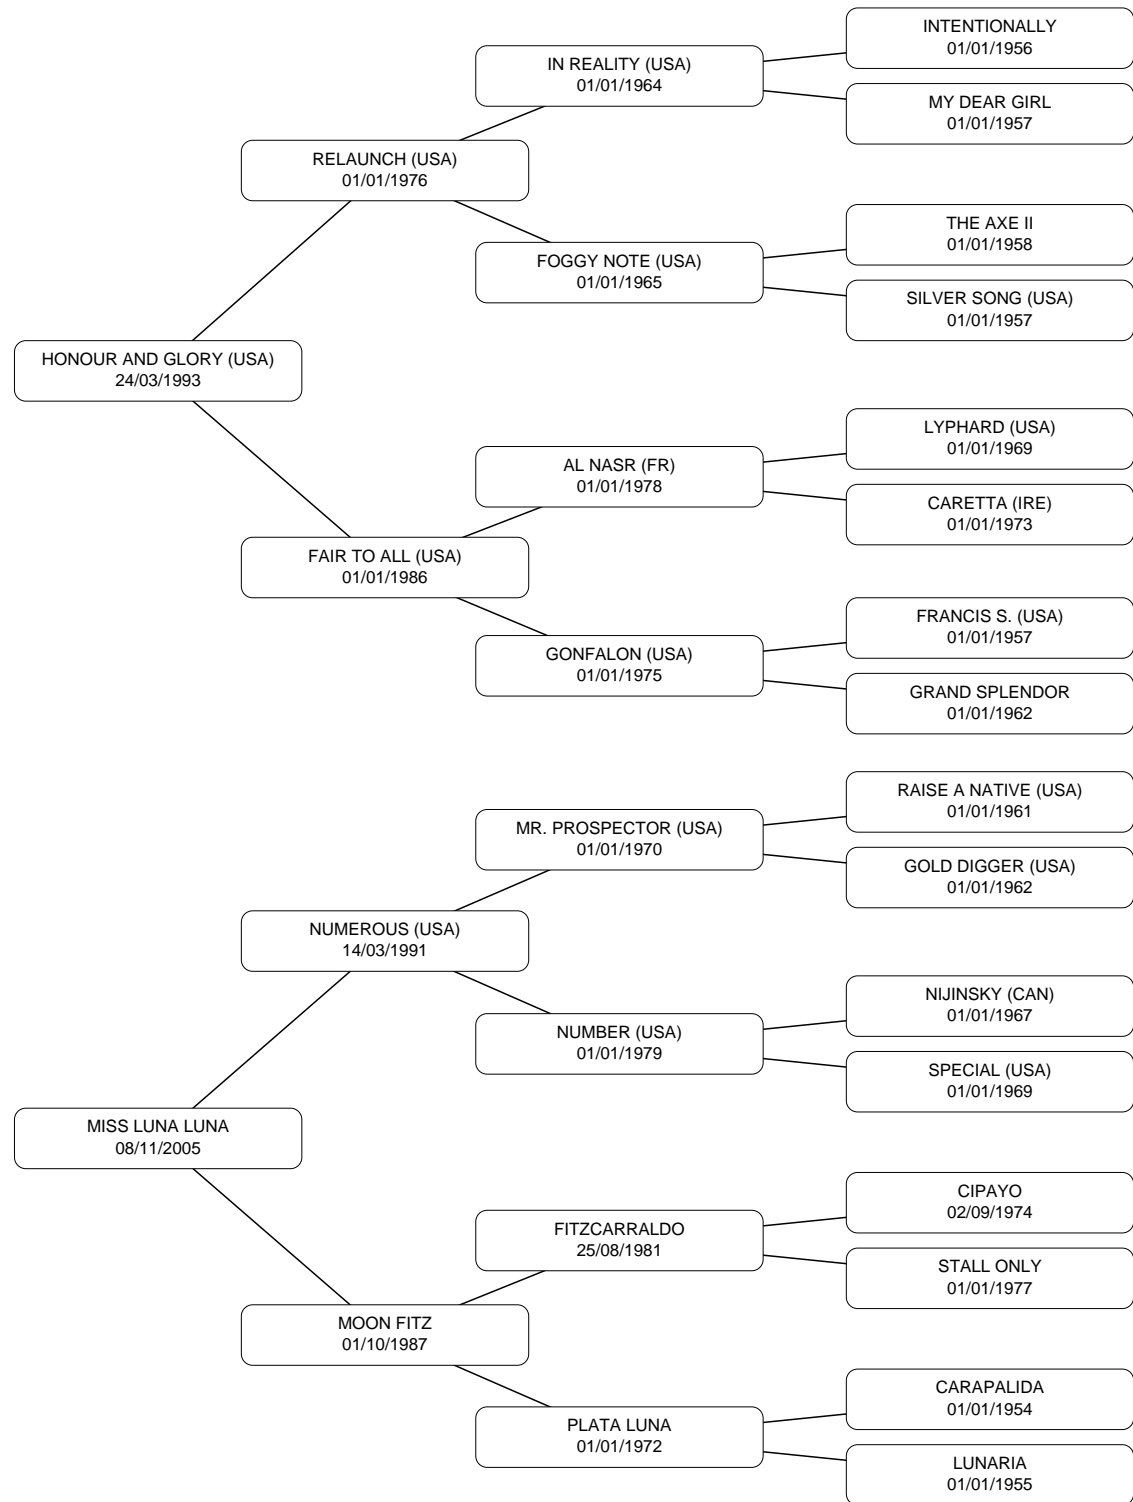 INTENTIONALLY
01/01/1956
IN REALITY (USA)
01/01/1964
MY DEAR GIRL
01/01/1957
RELAUNCH (USA)
01/01/1976
THE AXE II
01/01/1958
FOGGY NOTE (USA)
01/01/1965
SILVER SONG (USA)
01/01/1957
HONOUR AND GLORY (USA)
24/03/1993
LYPHARD (USA)
01/01/1969
AL NASR (FR)
01/01/1978
CARETTA (IRE)
01/01/1973
FAIR TO ALL (USA)
01/01/1986
FRANCIS S. (USA)
01/01/1957
GONFALON (USA)
01/01/1975
GRAND SPLENDOR
01/01/1962
RAISE A NATIVE (USA)
01/01/1961
MR. PROSPECTOR (USA)
01/01/1970
GOLD DIGGER (USA)
01/01/1962
NUMEROUS (USA)
14/03/1991
NIJINSKY (CAN)
01/01/1967
NUMBER (USA)
01/01/1979
SPECIAL (USA)
01/01/1969
MISS LUNA LUNA
08/11/2005
CIPAYO
02/09/1974
FITZCARRALDO
25/08/1981
STALL ONLY
01/01/1977
MOON FITZ
01/10/1987
CARAPALIDA
01/01/1954
PLATA LUNA
01/01/1972
LUNARIA
01/01/1955